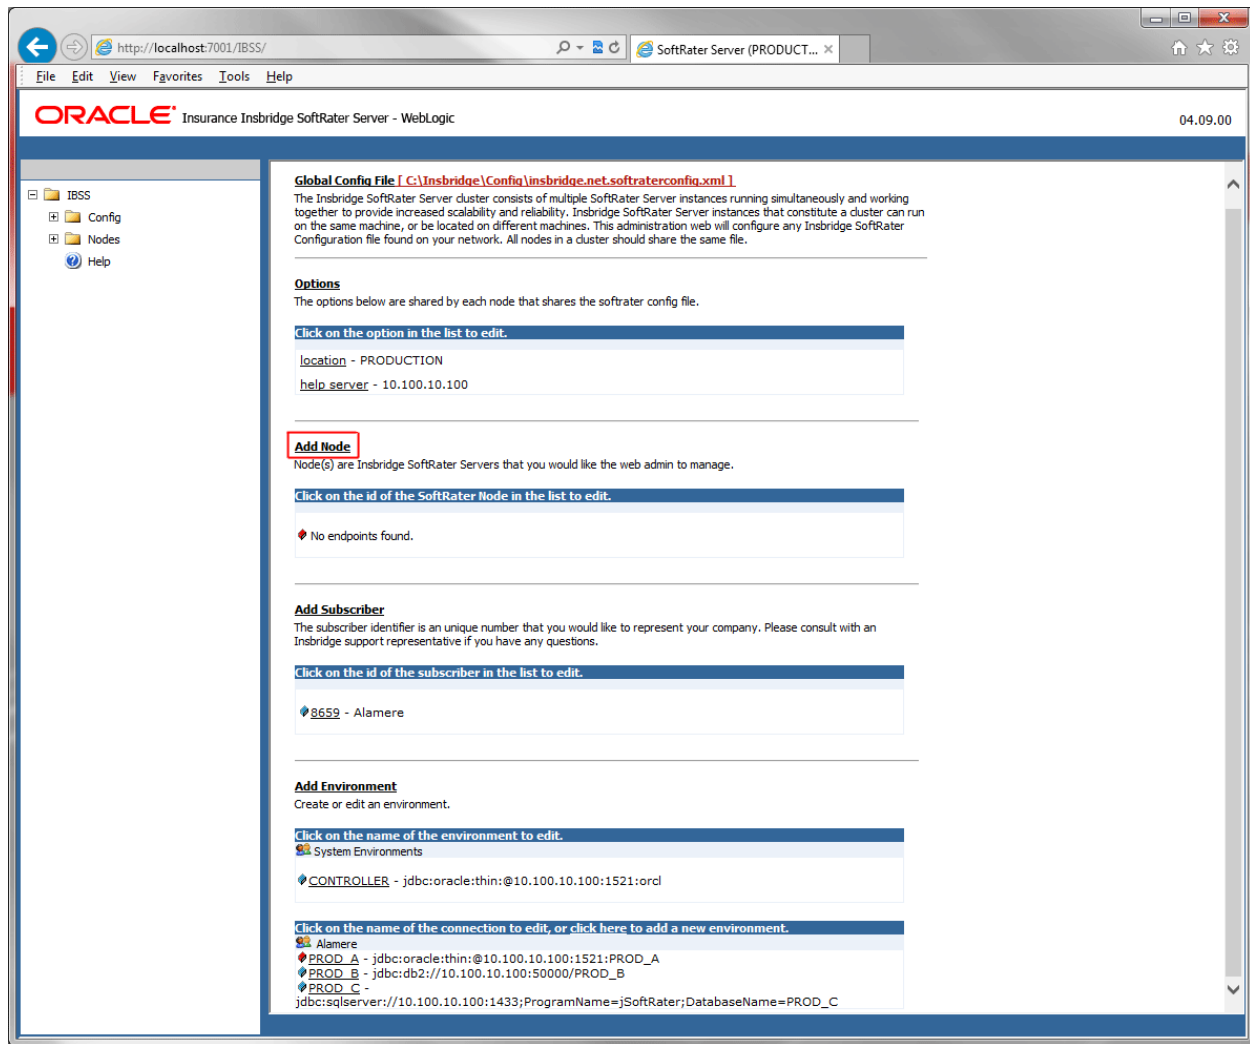 http://localhost:7001/IBSS/
SoftRater Server (PRODUCT...
File Edit View Favorites Tools Help
ORACLE Insurance Insbridge SoftRater Server - WebLogic
04.09.00
IBSS
Config
Nodes
Help
Global Config File [ C:\Insbridge\Config\insbridge.net.softraterconfig.xml ]
The Insbridge SoftRater Server cluster consists of multiple SoftRater Server instances running simultaneously and working
together to provide increased scalability and reliability. Insbridge SoftRater Server instances that constitute a cluster can run
on the same machine, or be located on different machines. This administration web will configure any Insbridge SoftRater
Configuration file found on your network. All nodes in a cluster should share the same file.
Options
The options below are shared by each node that shares the softrater config file.
Click on the option in the list to edit.
location - PRODUCTION
help server - 10.100.10.100
Add Node
Node(s) are Insbridge SoftRater Servers that you would like the web admin to manage.
Click on the id of the SoftRater Node in the list to edit.
No endpoints found.
Add Subscriber
The subscriber identifier is an unique number that you would like to represent your company. Please consult with an
Insbridge support representative if you have any questions.
Click on the id of the subscriber in the list to edit.
8659 - Alamere
Add Environment
Create or edit an environment.
Click on the name of the environment to edit.
System Environments
CONTROLLER - jdbc:oracle:thin:@10.100.10.100:1521:orcl
Click on the name of the connection to edit, or click here to add a new environment.
Alamere
PROD_A - jdbc:oracle:thin:@10.100.10.100:1521:PROD_A
PROD_B - jdbc:db2://10.100.10.100:50000/PROD_B
PROD_C -
jdbc:sqlserver://10.100.10.100:1433;ProgramName=jSoftRater;DatabaseName=PROD_C